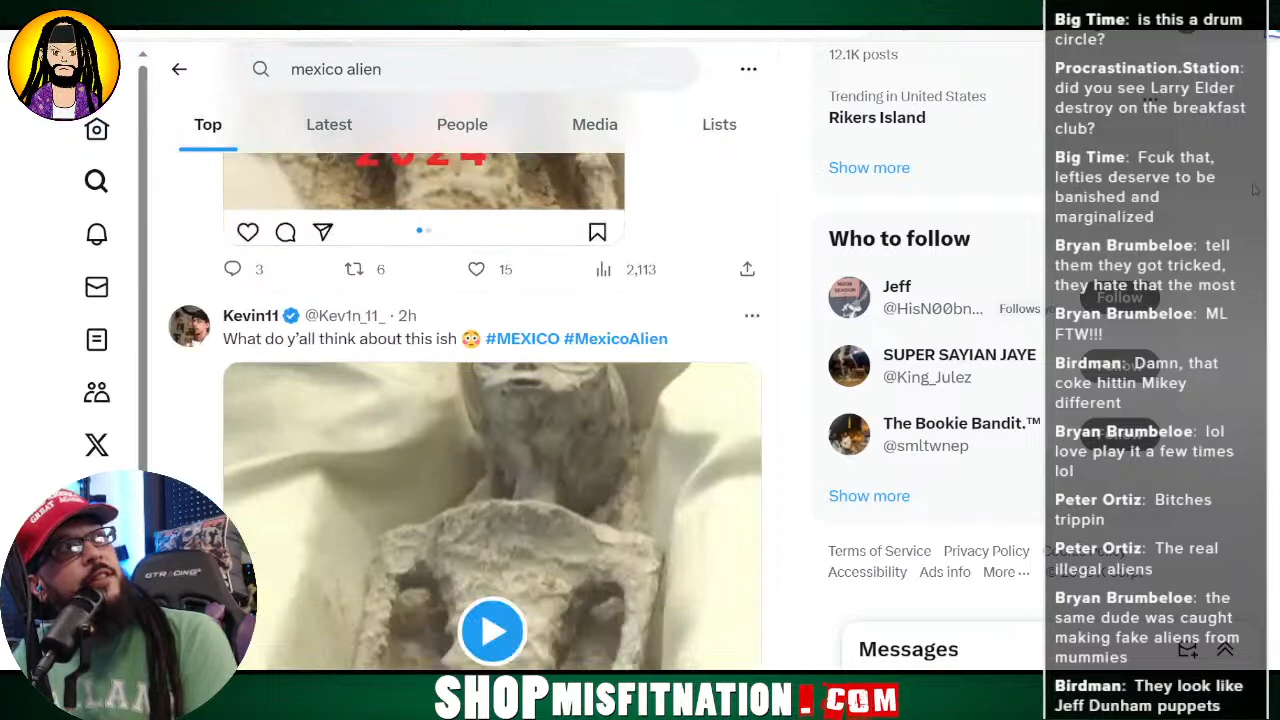 mexico alien
Top
Latest
People
Media
Lists
2024
3
6
15
2,113
Kevin11 @Kev1n_11_ · 2h
What do y'all think about this ish 😳 #MEXICO #MexicoAlien
12.1K posts
Trending in United States
Rikers Island
Show more
Who to follow
Jeff
@HisN00bn... Follows
Follow
SUPER SAYIAN JAYE
@King_Julez
The Bookie Bandit.™
@smltwnep
Show more
Terms of Service Privacy Policy
Accessibility Ads info More ···
Messages
Big Time: is this a drum
circle?
Procrastination.Station:
did you see Larry Elder
destroy on the breakfast
club?
Big Time: Fcuk that,
lefties deserve to be
banished and
marginalized
Bryan Brumbeloe: tell
them they got tricked,
they hate that the most
Bryan Brumbeloe: ML
FTW!!!
Birdman: Damn, that
coke hittin Mikey
different
Bryan Brumbeloe: lol
love play it a few times
lol
Peter Ortiz: Bitches
trippin
Peter Ortiz: The real
illegal aliens
Bryan Brumbeloe: the
same dude was caught
making fake aliens from
mummies
Birdman: They look like
Jeff Dunham puppets
GREAT
GTRACING
SHOPMISFITNATION.COM